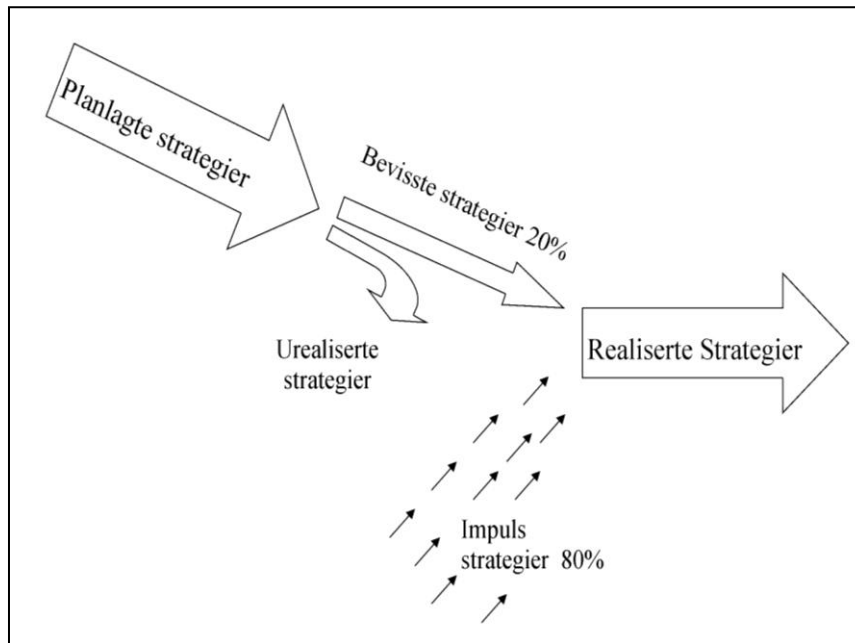 Planlagte strategier
Bevisste strategier 20%
Urealiserte
strategier
Realiserte Strategier
Impuls
strategier 80%